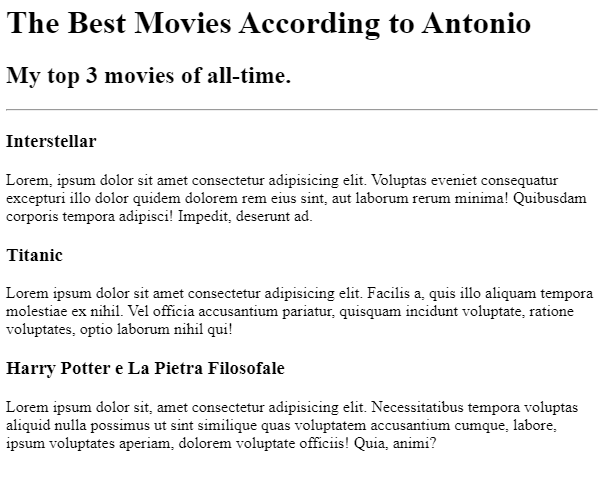 The Best Movies According to Antonio
My top 3 movies of all-time.
Interstellar
Lorem, ipsum dolor sit amet consectetur adipisicing elit. Voluptas eveniet consequatur
excepturi illo dolor quidem dolorem rem eius sint, aut laborum rerum minima! Quibusdam
corporis tempora adipisci! Impedit, deserunt ad.
Titanic
Lorem ipsum dolor sit amet consectetur adipisicing elit. Facilis a, quis illo aliquam tempora
molestiae ex nihil. Vel officia accusantium pariatur, quisquam incidunt voluptate, ratione
voluptates, optio laborum nihil qui!
Harry Potter e La Pietra Filosofale
Lorem ipsum dolor sit, amet consectetur adipisicing elit. Necessitatibus tempora voluptas
aliquid nulla possimus ut sint similique quas voluptatem accusantium cumque, labore,
ipsum voluptates aperiam, dolorem voluptate officiis! Quia, animi?